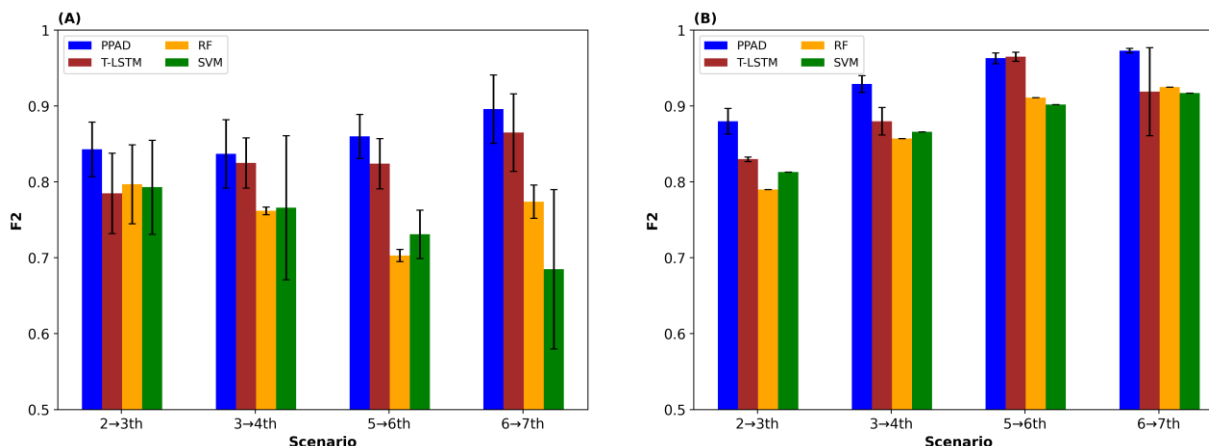 (A)
PPAD RF
T-LSTM SVM
F2
1
0.9
0.8
0.7
0.6
0.5
2→3th 3→4th 5→6th 6→7th
Scenario
(B)
PPAD RF
T-LSTM SVM
F2
1
0.9
0.8
0.7
0.6
0.5
2→3th 3→4th 5→6th 6→7th
Scenario